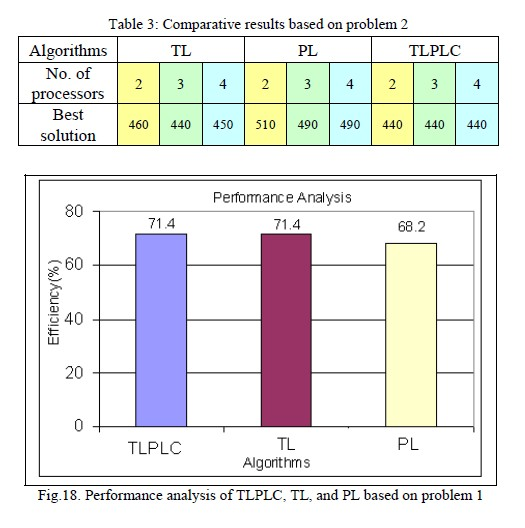 Table 3: Comparative results based on problem 2
Algorithms TL PL TLPLC
No. of
processors 2 3 4 2 3 4 2 3 4
Best
solution 460 440 450 510 490 490 440 440 440
Performance Analysis
80
71.4 71.4 68.2
60
40
20
0
Efficiency(%)
TLPLC TL PL
Algorithms
Fig.18. Performance analysis of TLPLC, TL, and PL based on problem 1